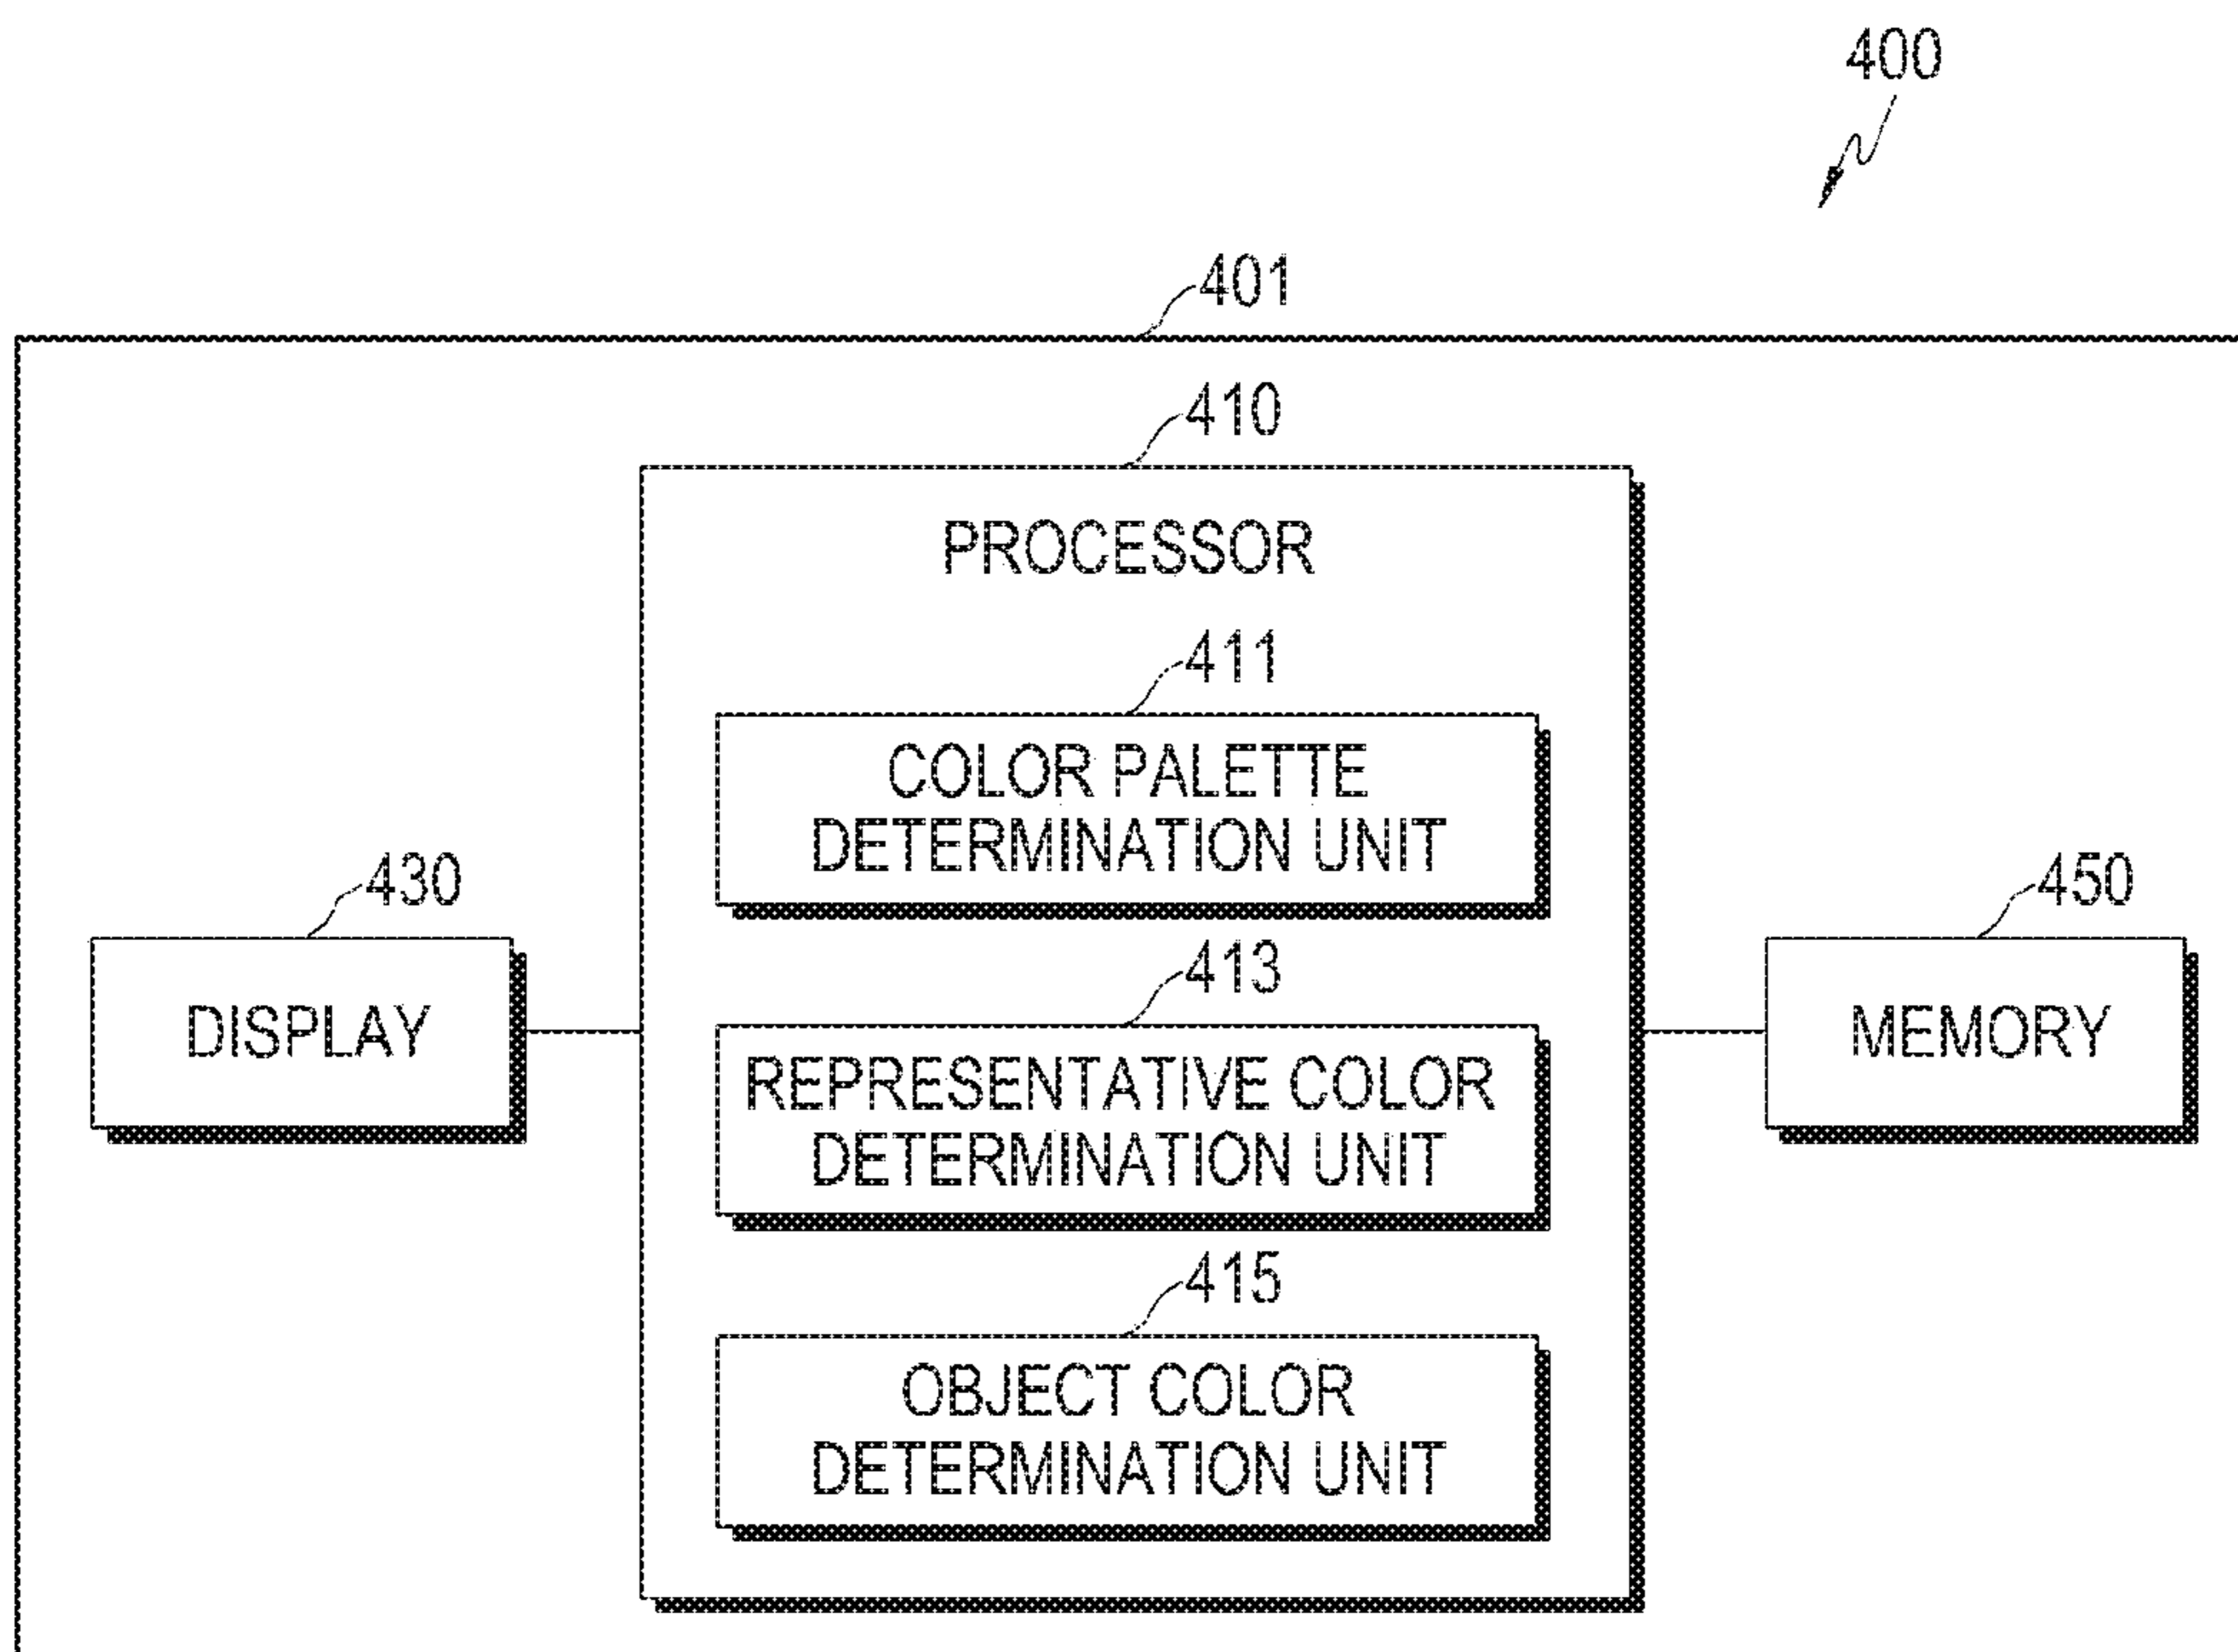 400
401
410
PROCESSOR
411
COLOR PALETTE
DETERMINATION UNIT
430
DISPLAY
413
REPRESENTATIVE COLOR
DETERMINATION UNIT
450
MEMORY
415
OBJECT COLOR
DETERMINATION UNIT